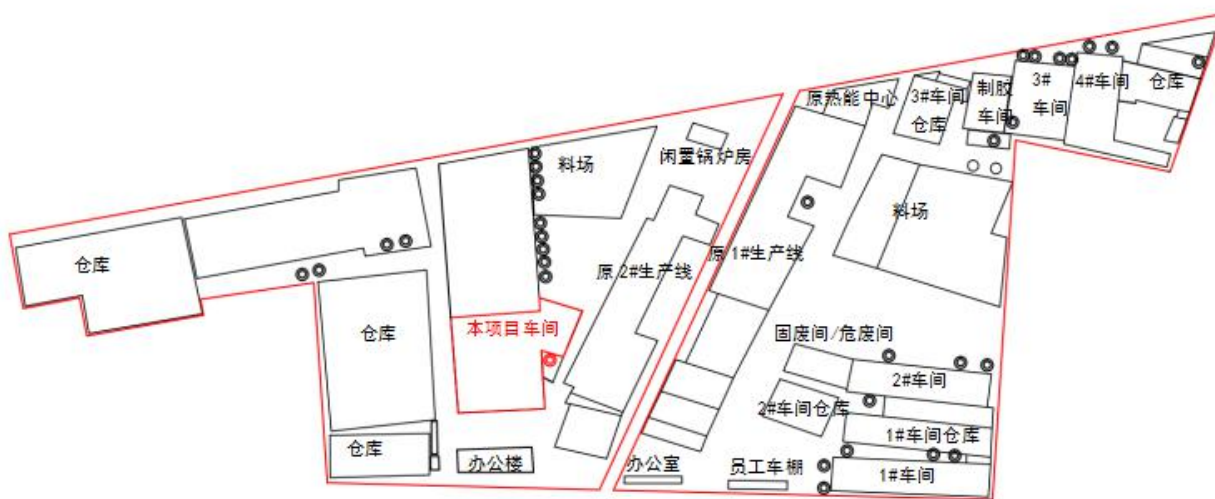 3#
车间
4#车间
仓库
制胶
车间
3#车间
仓库
原热能中心
闲置锅炉房
料场
料场
仓库
原 2#生产线
原 1#生产线
本项目车间
仓库
固废间/危废间
2#车间
2#车间仓库
1#车间仓库
仓库
办公楼
办公室
员工车棚
1#车间